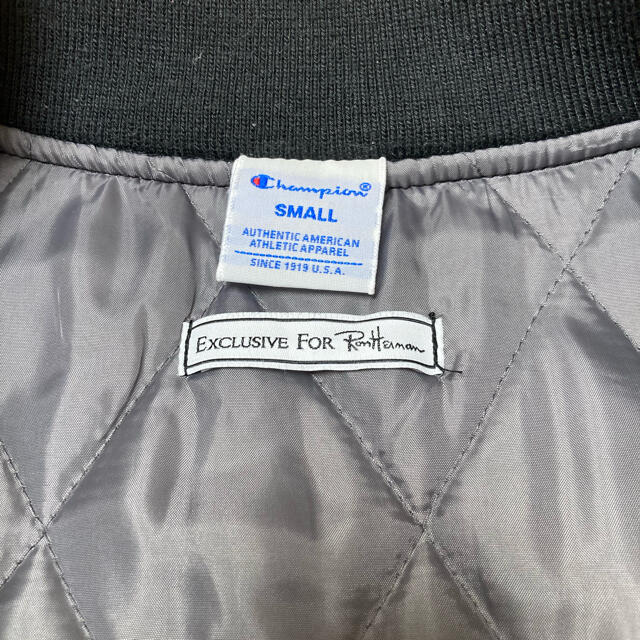 Champion®
SMALL
AUTHENTIC AMERICAN
ATHLETIC APPAREL
SINCE 1919 U.S.A.
EXCLUSIVE FOR Ron Herman